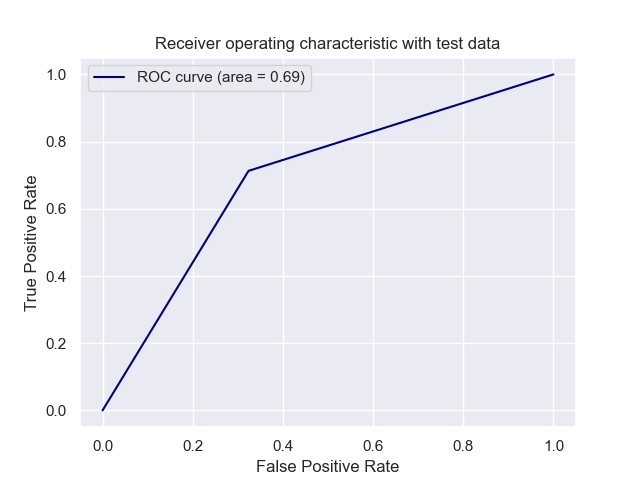 Receiver operating characteristic with test data
ROC curve (area = 0.69)
1.0
0.8
0.6
0.4
0.2
0.0
True Positive Rate
0.0 0.2 0.4 0.6 0.8 1.0
False Positive Rate